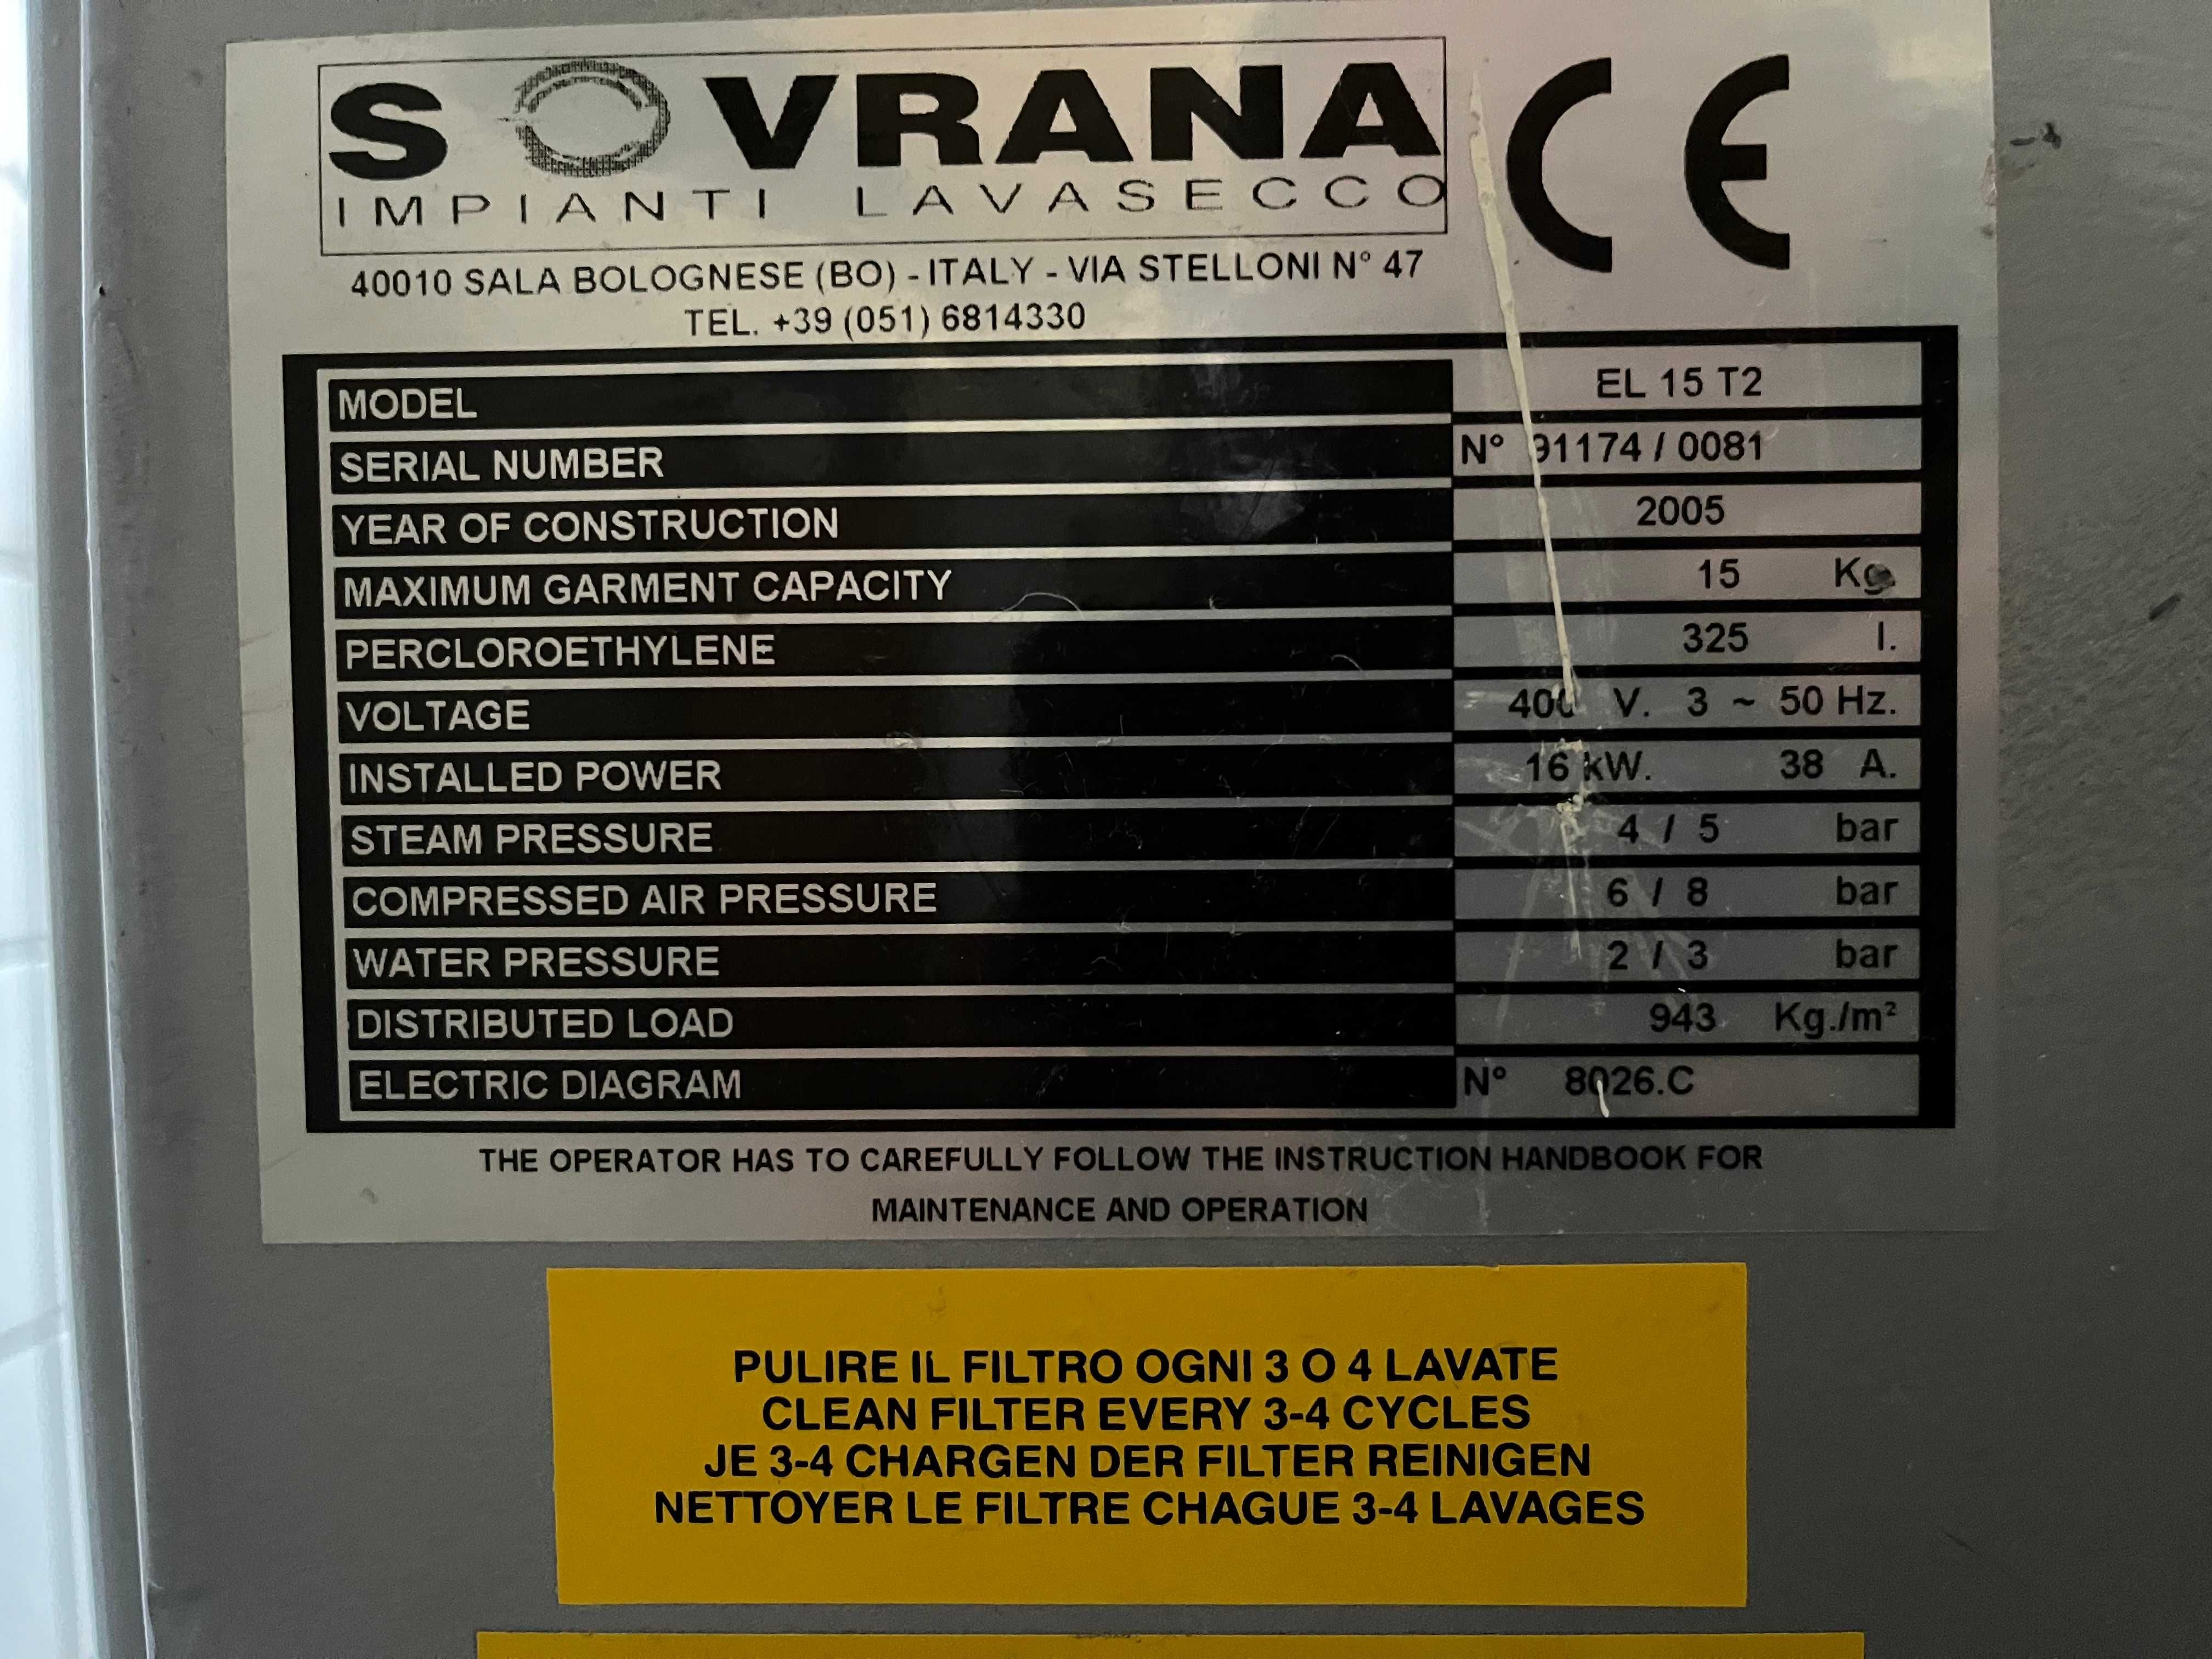 SOVRANA
IMPIANTI LAVASECCO
CE
40010 SALA BOLOGNESE (BO) - ITALY - VIA STELLONI N° 47
TEL. +39 (051) 6814330
MODEL EL 15 T2
SERIAL NUMBER N° 91174 / 0081
YEAR OF CONSTRUCTION 2005
MAXIMUM GARMENT CAPACITY 15 Kg.
PERCLOROETHYLENE 325 l.
VOLTAGE 400 V. 3 ~ 50 Hz.
INSTALLED POWER 16 kW. 38 A.
STEAM PRESSURE 4 / 5 bar
COMPRESSED AIR PRESSURE 6 / 8 bar
WATER PRESSURE 2 / 3 bar
DISTRIBUTED LOAD 943 Kg./m²
ELECTRIC DIAGRAM N° 8026.C
THE OPERATOR HAS TO CAREFULLY FOLLOW THE INSTRUCTION HANDBOOK FOR
MAINTENANCE AND OPERATION
PULIRE IL FILTRO OGNI 3 O 4 LAVATE
CLEAN FILTER EVERY 3-4 CYCLES
JE 3-4 CHARGEN DER FILTER REINIGEN
NETTOYER LE FILTRE CHAGUE 3-4 LAVAGES